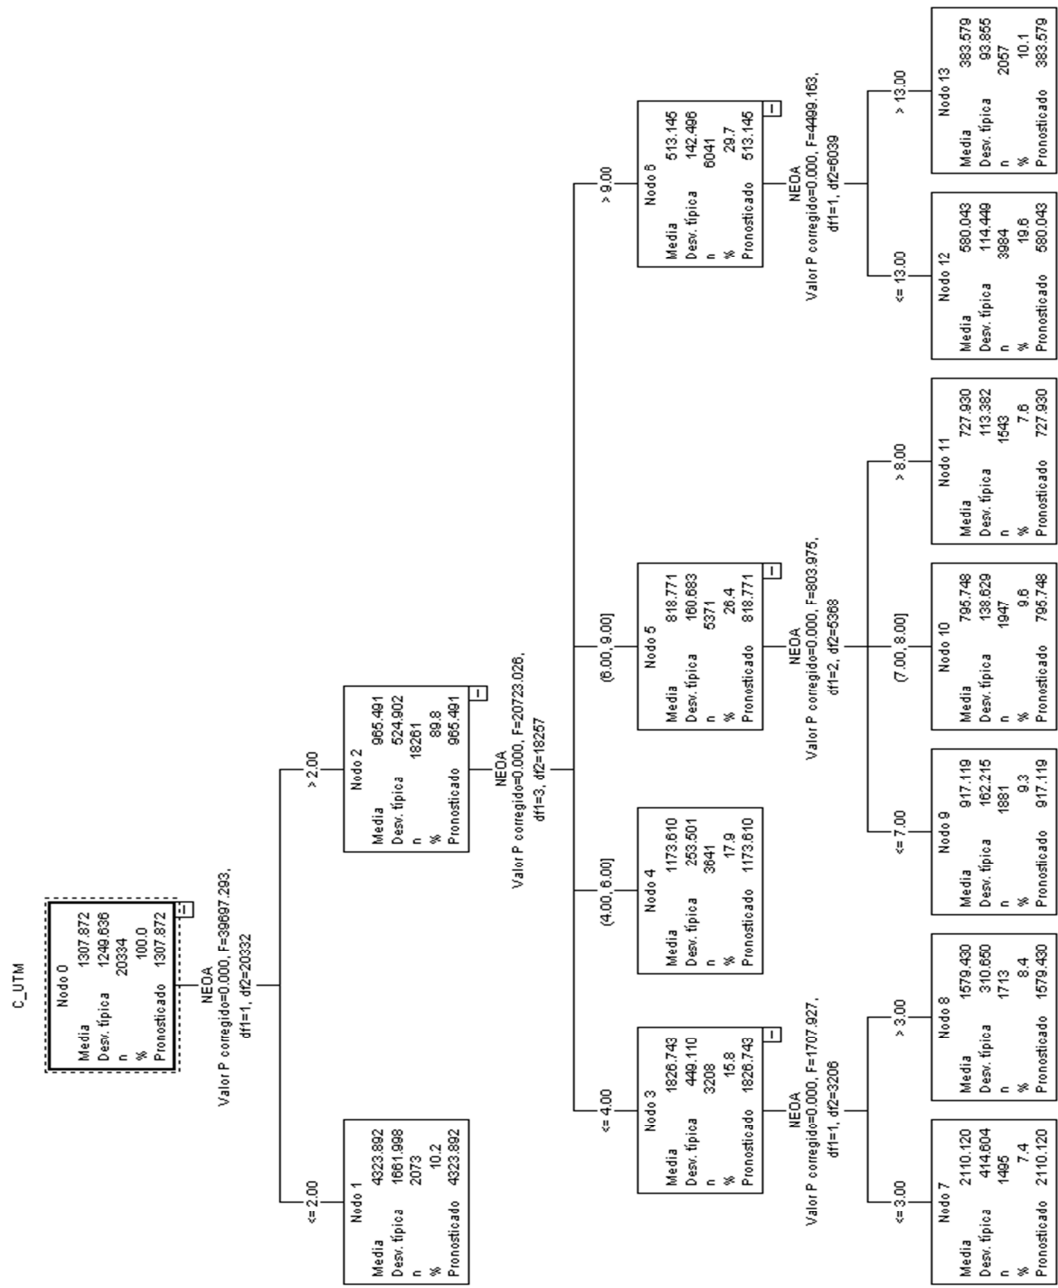 C_UTM
Nodo 0
Media 1307.872
Desv. típica 1249.636
n 20334
% 100.0
Pronosticado 1307.872
NEOA
Valor P corregido=0.000, F=39697.293,
df1=1, df2=20332
<= 2.00
> 2.00
Nodo 1
Media 4323.892
Desv. típica 1661.998
n 2073
% 10.2
Pronosticado 4323.892
Nodo 2
Media 965.491
Desv. típica 524.902
n 18261
% 89.8
Pronosticado 965.491
NEOA
Valor P corregido=0.000, F=20723.026,
df1=3, df2=18257
<= 4.00
(4.00, 6.00]
(6.00, 9.00]
> 9.00
Nodo 3
Media 1826.743
Desv. típica 449.110
n 3208
% 15.8
Pronosticado 1826.743
Nodo 4
Media 1173.610
Desv. típica 253.501
n 3641
% 17.9
Pronosticado 1173.610
Nodo 5
Media 818.771
Desv. típica 160.683
n 5371
% 26.4
Pronosticado 818.771
Nodo 6
Media 513.145
Desv. típica 142.496
n 6041
% 29.7
Pronosticado 513.145
NEOA
Valor P corregido=0.000, F=1707.927,
df1=1, df2=3206
NEOA
Valor P corregido=0.000, F=803.975,
df1=2, df2=5368
NEOA
Valor P corregido=0.000, F=4499.163,
df1=1, df2=6039
<= 3.00
> 3.00
<= 7.00
(7.00, 8.00]
> 8.00
<= 13.00
> 13.00
Nodo 7
Media 2110.120
Desv. típica 414.604
n 1495
% 7.4
Pronosticado 2110.120
Nodo 8
Media 1579.430
Desv. típica 310.650
n 1713
% 8.4
Pronosticado 1579.430
Nodo 9
Media 917.119
Desv. típica 162.215
n 1881
% 9.3
Pronosticado 917.119
Nodo 10
Media 795.748
Desv. típica 138.629
n 1947
% 9.6
Pronosticado 795.748
Nodo 11
Media 727.930
Desv. típica 113.382
n 1543
% 7.6
Pronosticado 727.930
Nodo 12
Media 580.043
Desv. típica 114.449
n 3984
% 19.6
Pronosticado 580.043
Nodo 13
Media 383.579
Desv. típica 93.855
n 2057
% 10.1
Pronosticado 383.579